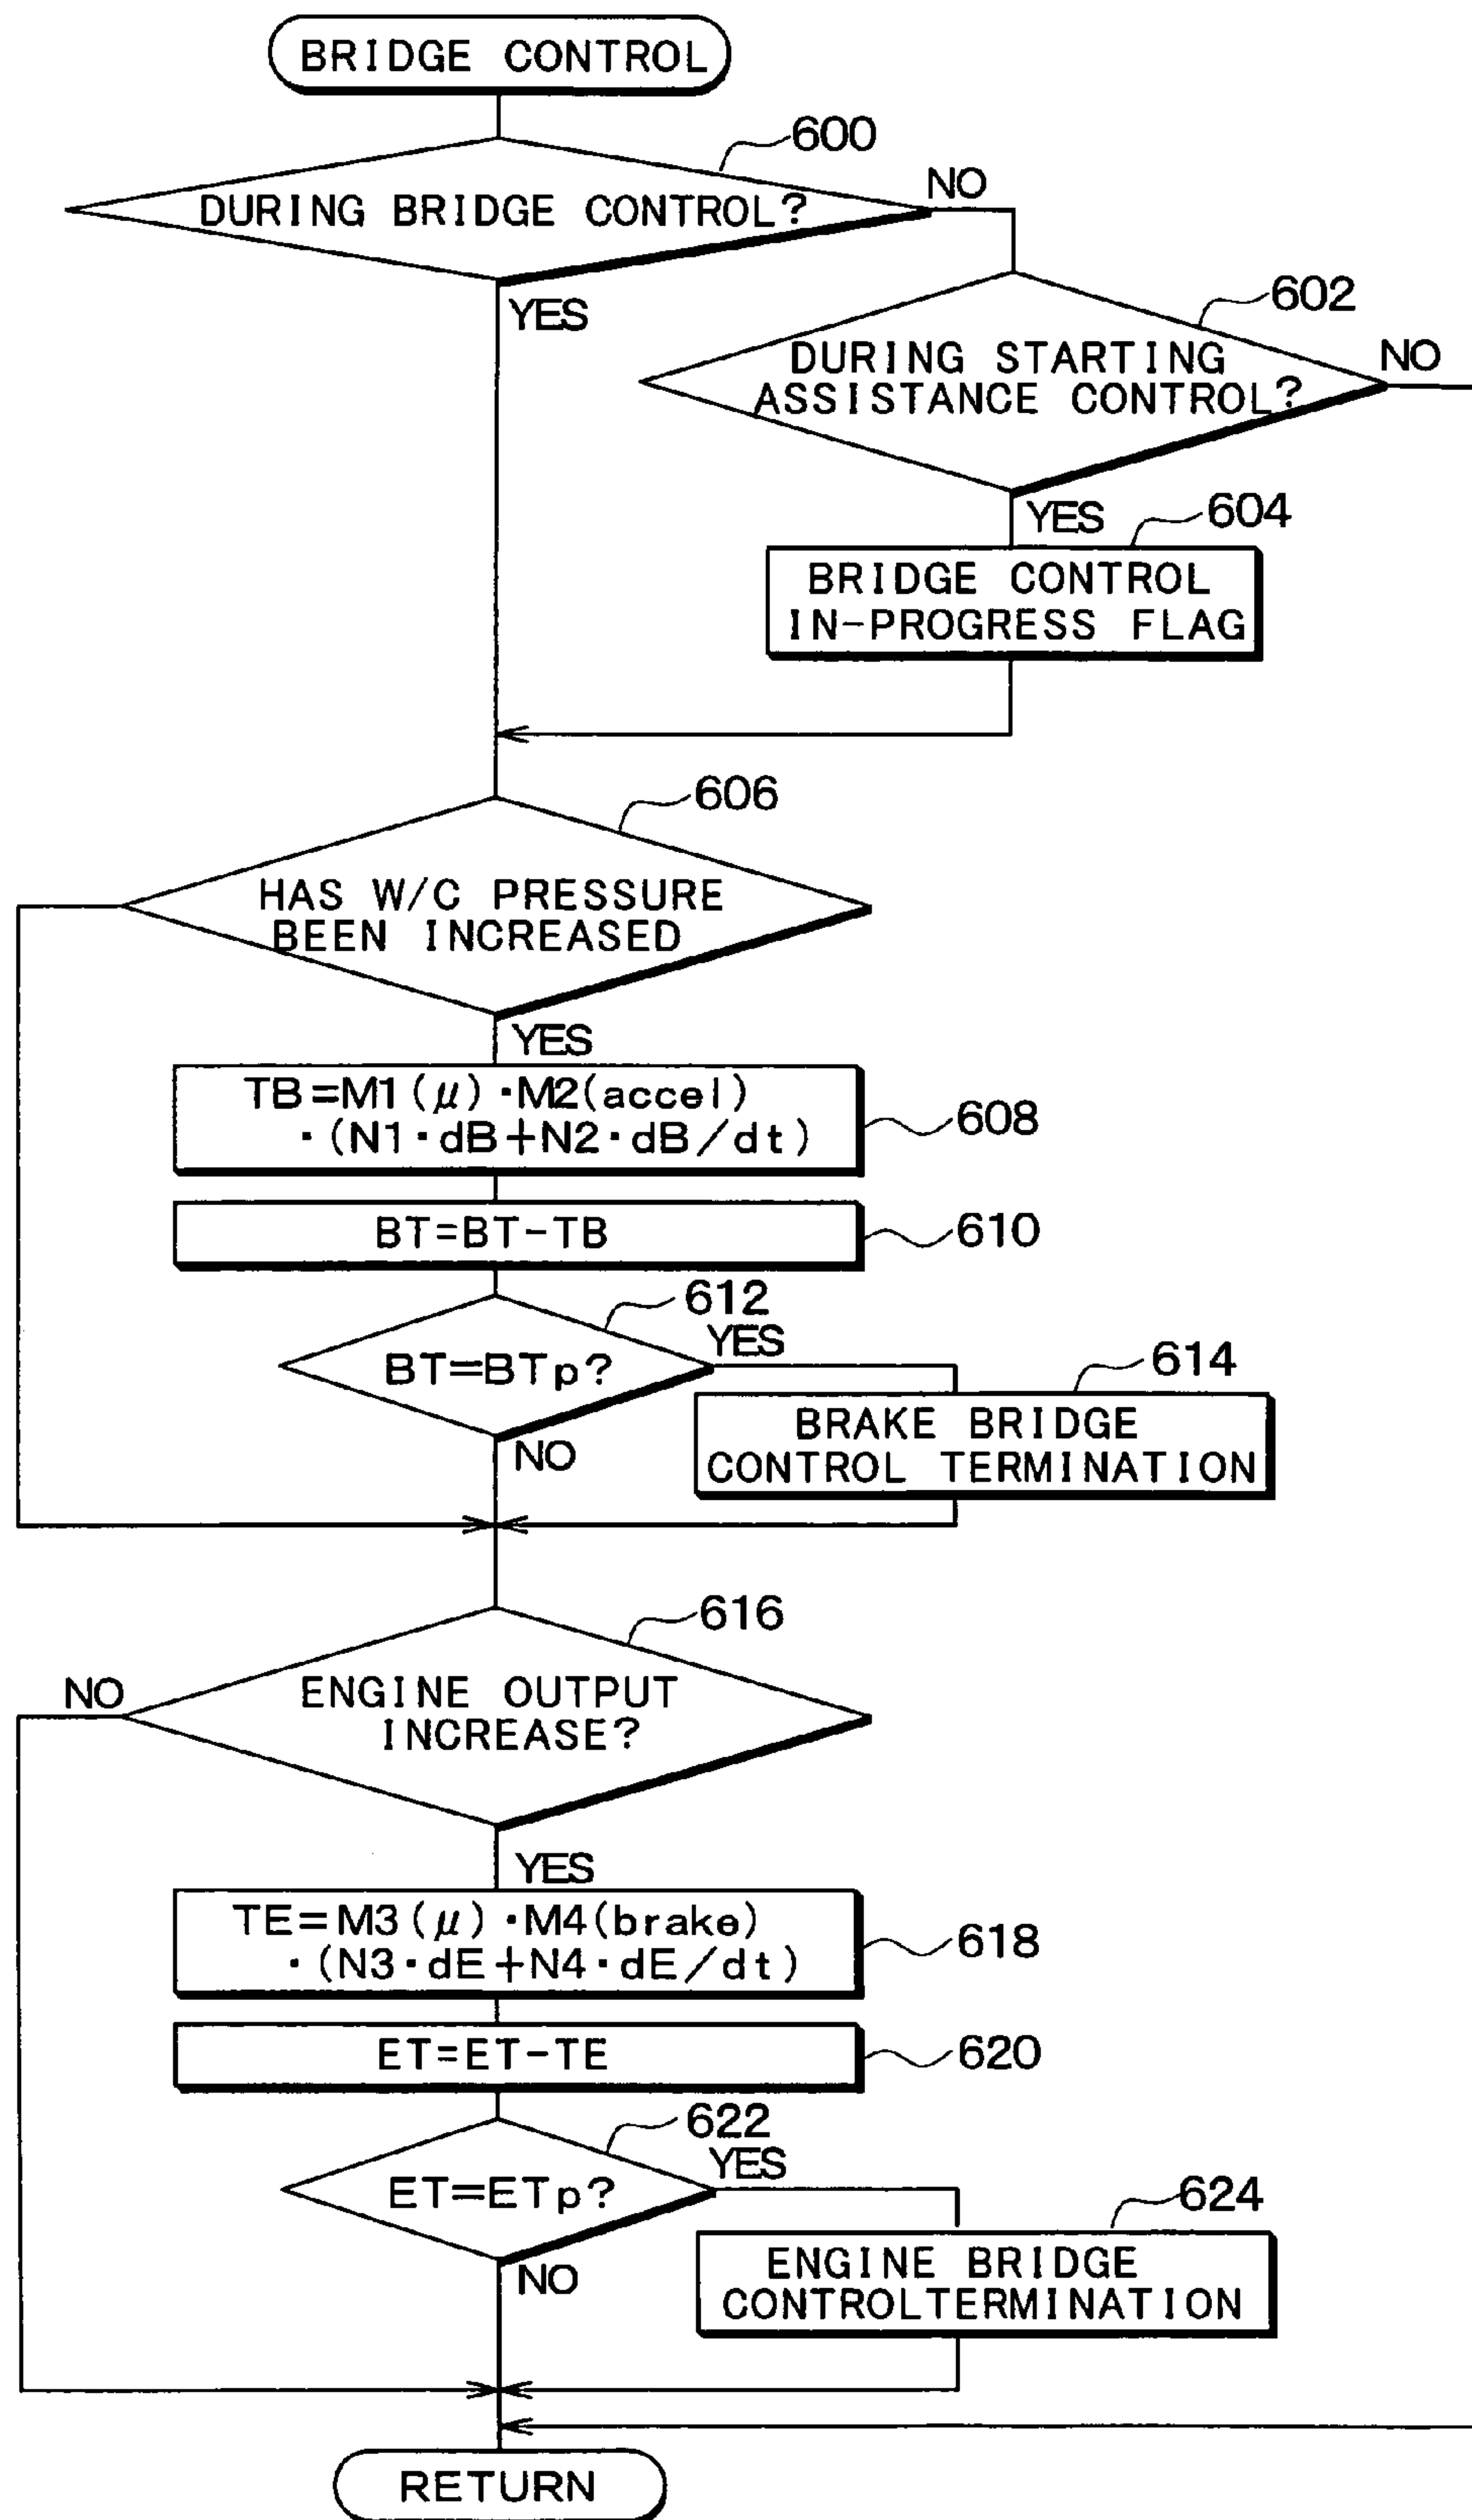 BRIDGE CONTROL
600
DURING BRIDGE CONTROL?
NO
YES
602
DURING STARTING
ASSISTANCE CONTROL?
NO
YES
604
BRIDGE CONTROL
IN-PROGRESS FLAG
606
HAS W/C PRESSURE
BEEN INCREASED
YES
TB=M1(μ)·M2(accel)
·(N1·dB+N2·dB/dt)
608
BT=BT-TB
610
612
BT=BTp?
YES
NO
614
BRAKE BRIDGE
CONTROL TERMINATION
616
ENGINE OUTPUT
INCREASE?
NO
YES
TE=M3(μ)·M4(brake)
·(N3·dE+N4·dE/dt)
618
ET=ET-TE
620
622
ET=ETp?
YES
NO
624
ENGINE BRIDGE
CONTROLTERMINATION
RETURN